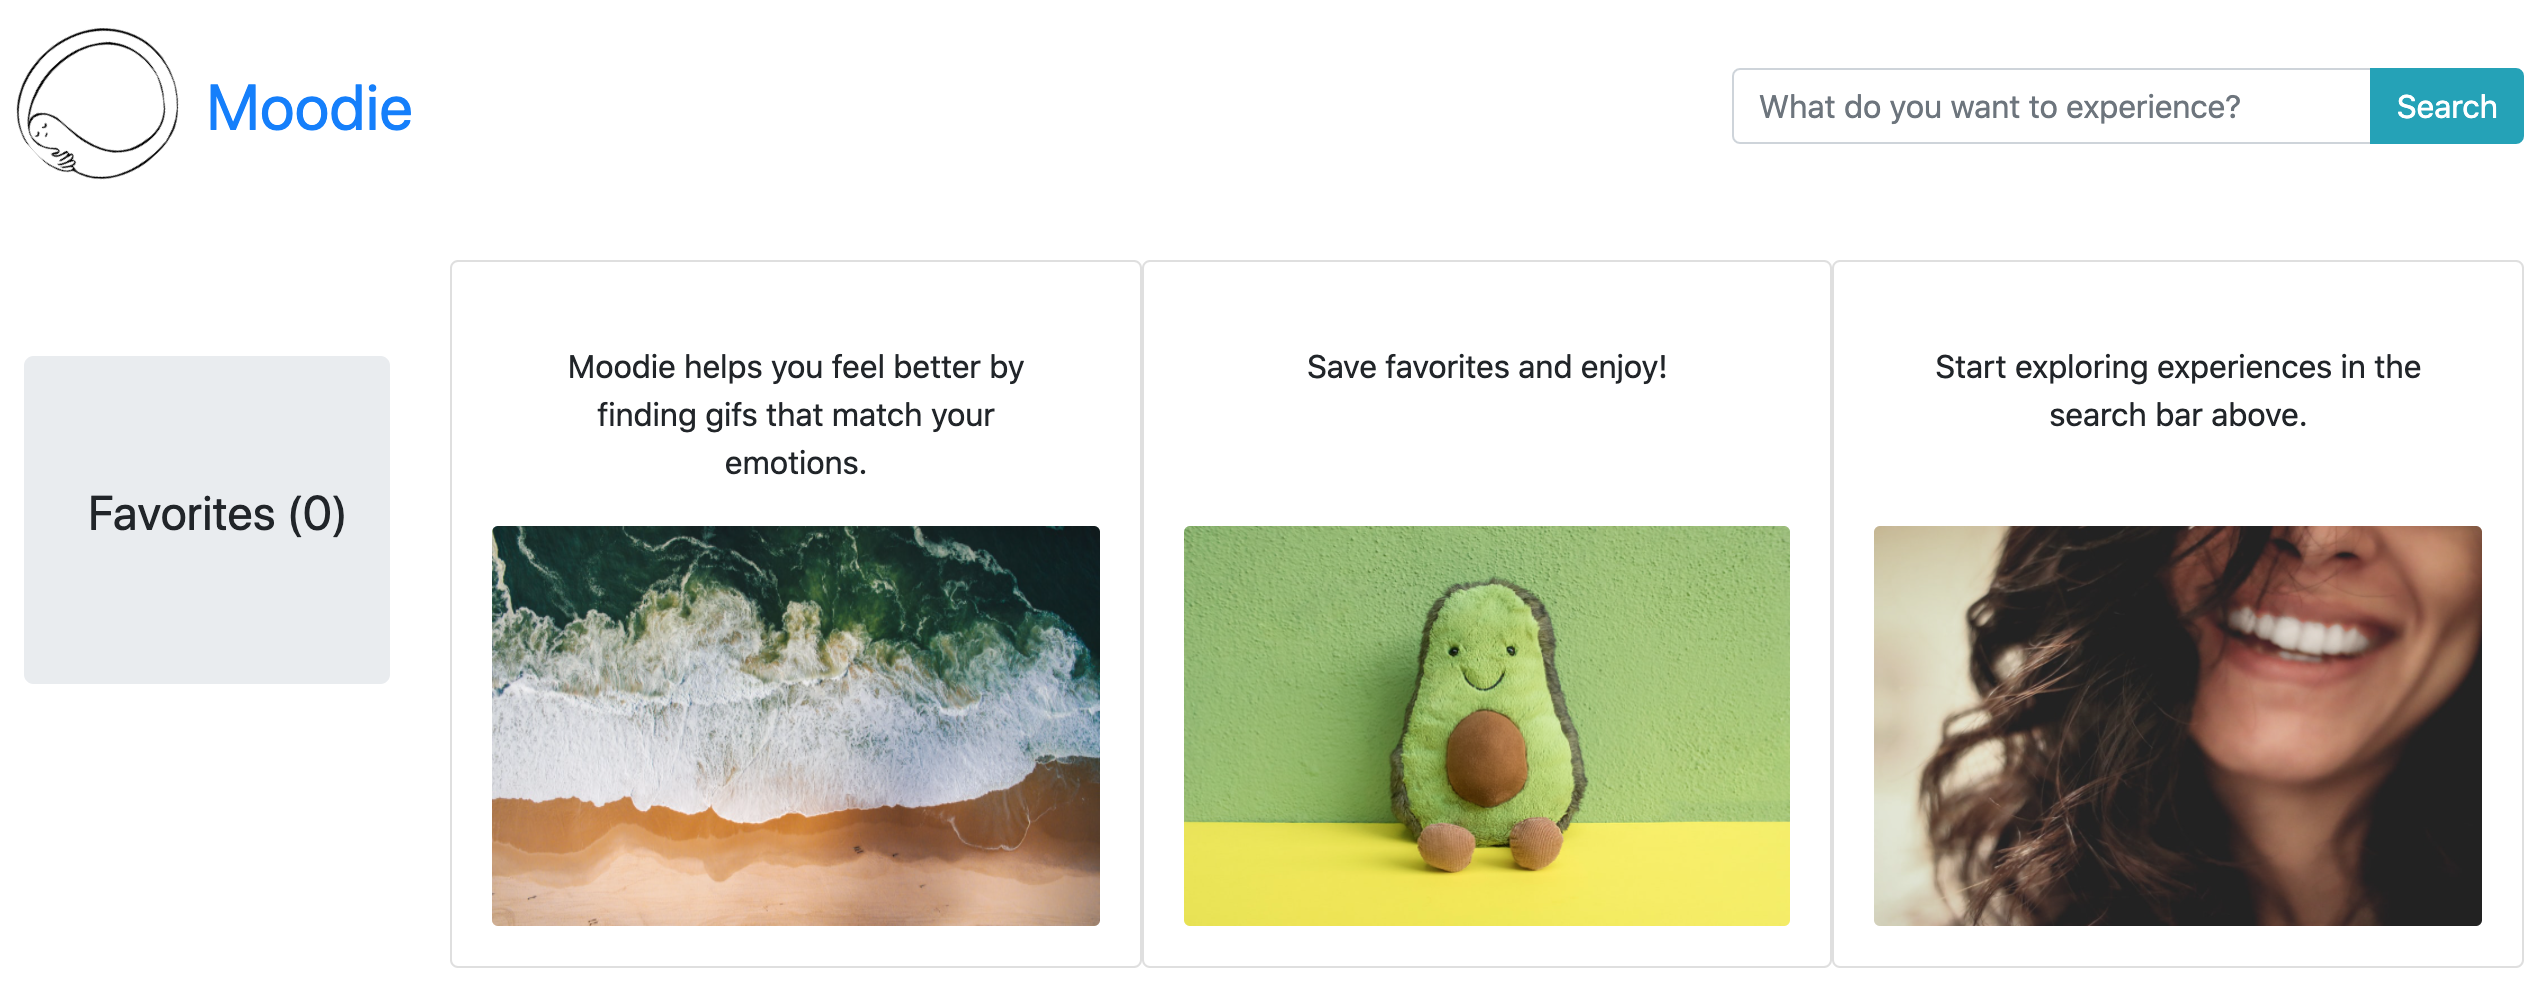 Moodie
What do you want to experience?
Search
Favorites (0)
Moodie helps you feel better by
finding gifs that match your
emotions.
Save favorites and enjoy!
Start exploring experiences in the
search bar above.